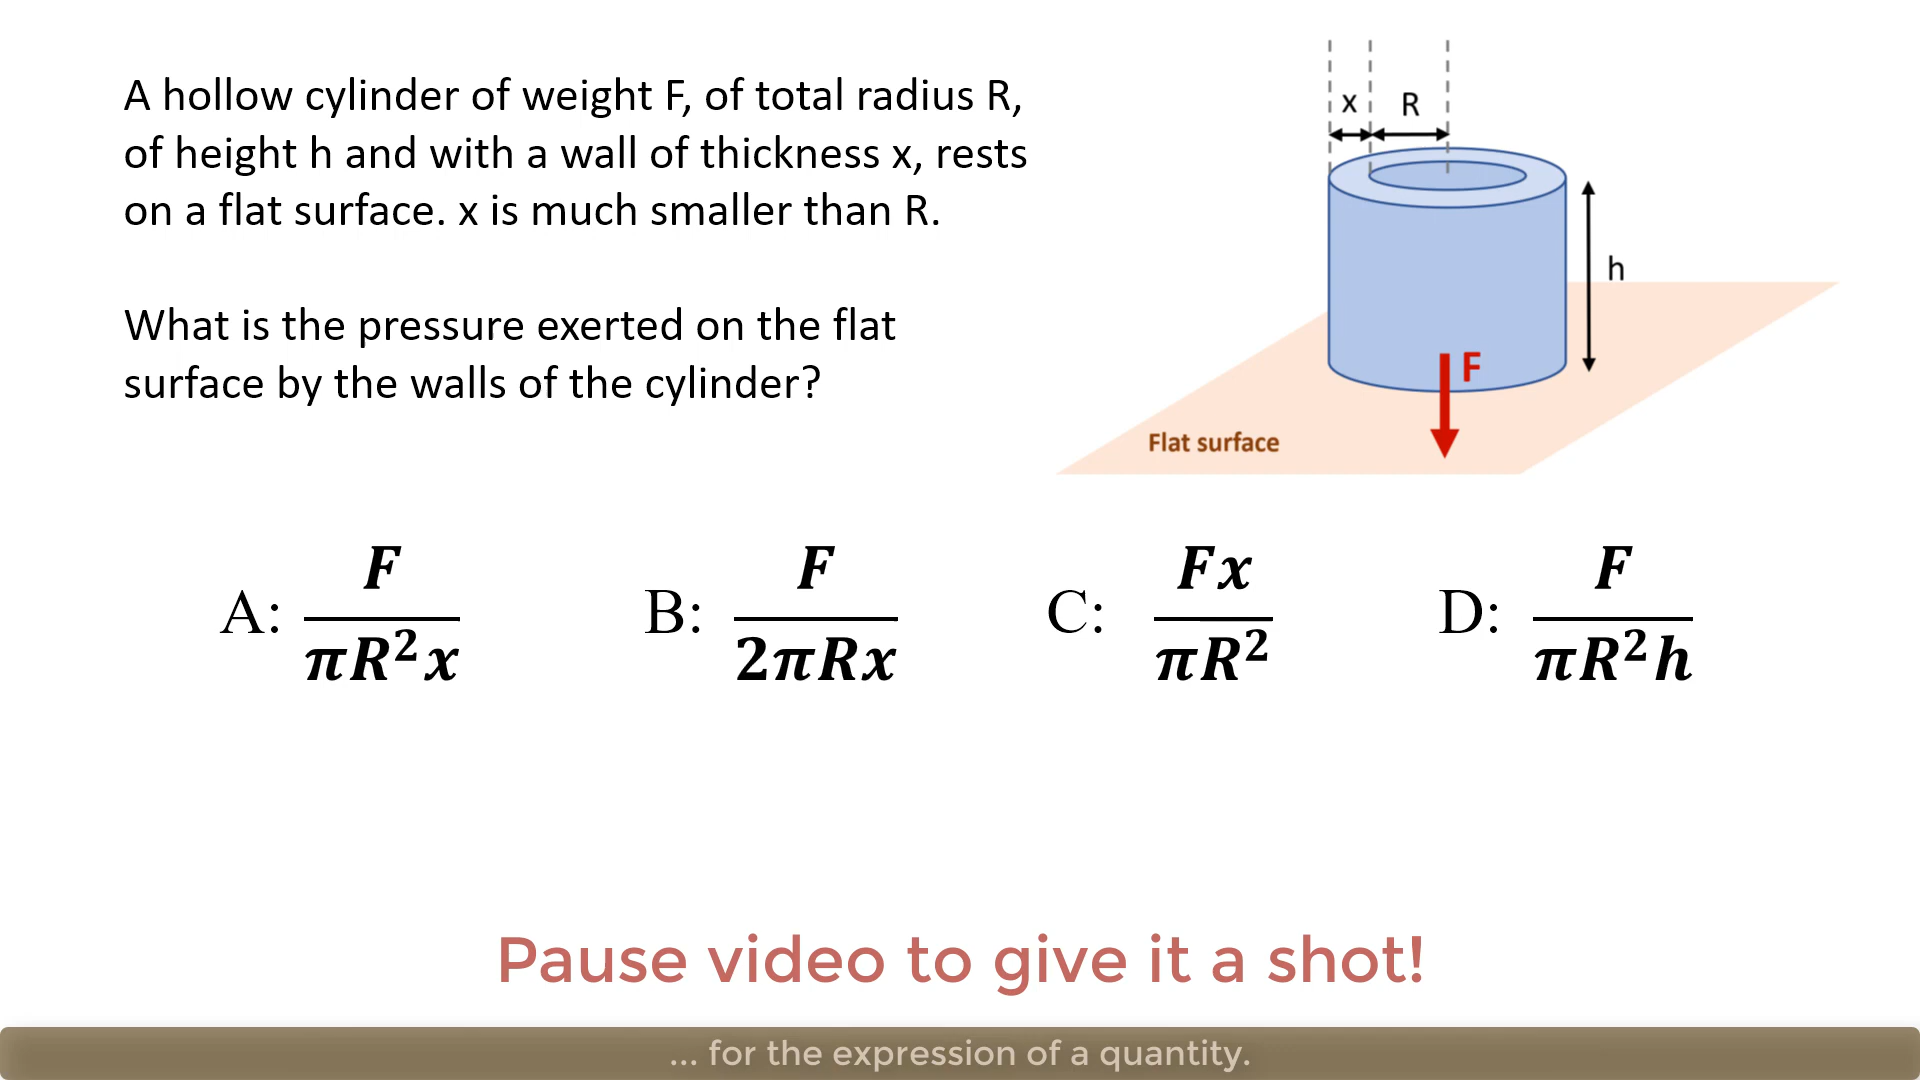 A hollow cylinder of weight F, of total radius R,
of height h and with a wall of thickness x, rests
on a flat surface. x is much smaller than R.
What is the pressure exerted on the flat
surface by the walls of the cylinder?
x R
h
F
Flat surface
A: F / πR²x
B: F / 2πRx
C: Fx / πR²
D: F / πR²h
Pause video to give it a shot!
... for the expression of a quantity.